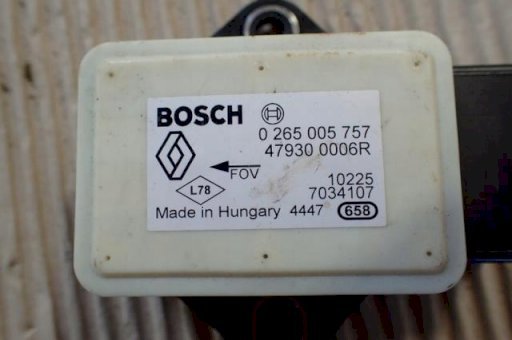 BOSCH
0 265 005 757
47930 0006R
FOV
10225
L78
7034107
Made in Hungary 4447 658